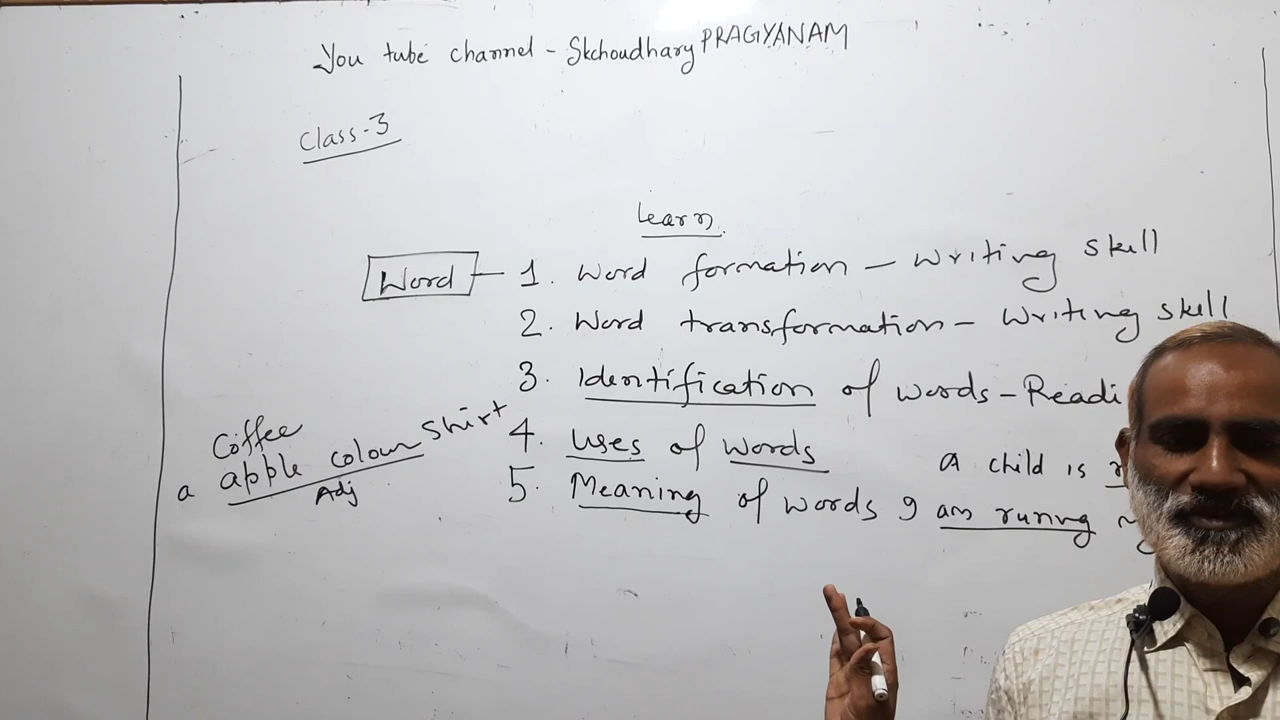 You tube channel - Skchoudhary PRAGYANAM
Class-3
Learn
Word - 1. Word formation - Writing skill
2. Word transformation - Writing skill
3. Identification of words - Readi
Coffee
a apple colour shirt
Adj
4. Uses of words
5. Meaning of words
A child is
I am runing